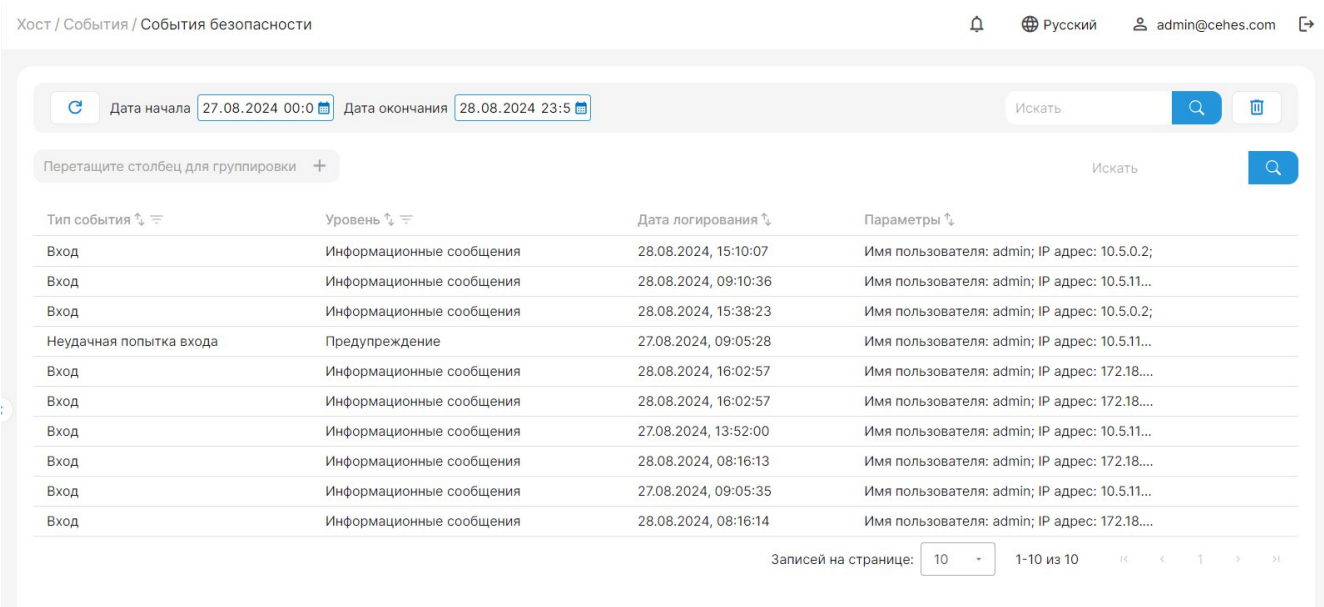 Хост / События / События безопасности Русский admin@cehes.com
Дата начала 27.08.2024 00:0 Дата окончания 28.08.2024 23:5 Искать
Перетащите столбец для группировки + Искать
Тип события Уровень Дата логирования Параметры
Вход Информационные сообщения 28.08.2024, 15:10:07 Имя пользователя: admin; IP адрес: 10.5.0.2;
Вход Информационные сообщения 28.08.2024, 09:10:36 Имя пользователя: admin; IP адрес: 10.5.11...
Вход Информационные сообщения 28.08.2024, 15:38:23 Имя пользователя: admin; IP адрес: 10.5.0.2;
Неудачная попытка входа Предупреждение 27.08.2024, 09:05:28 Имя пользователя: admin; IP адрес: 10.5.11...
Вход Информационные сообщения 28.08.2024, 16:02:57 Имя пользователя: admin; IP адрес: 172.18....
Вход Информационные сообщения 28.08.2024, 16:02:57 Имя пользователя: admin; IP адрес: 172.18....
Вход Информационные сообщения 27.08.2024, 13:52:00 Имя пользователя: admin; IP адрес: 10.5.11...
Вход Информационные сообщения 28.08.2024, 08:16:13 Имя пользователя: admin; IP адрес: 172.18....
Вход Информационные сообщения 27.08.2024, 09:05:35 Имя пользователя: admin; IP адрес: 10.5.11...
Вход Информационные сообщения 28.08.2024, 08:16:14 Имя пользователя: admin; IP адрес: 172.18....
Записей на странице: 10 1-10 из 10 1